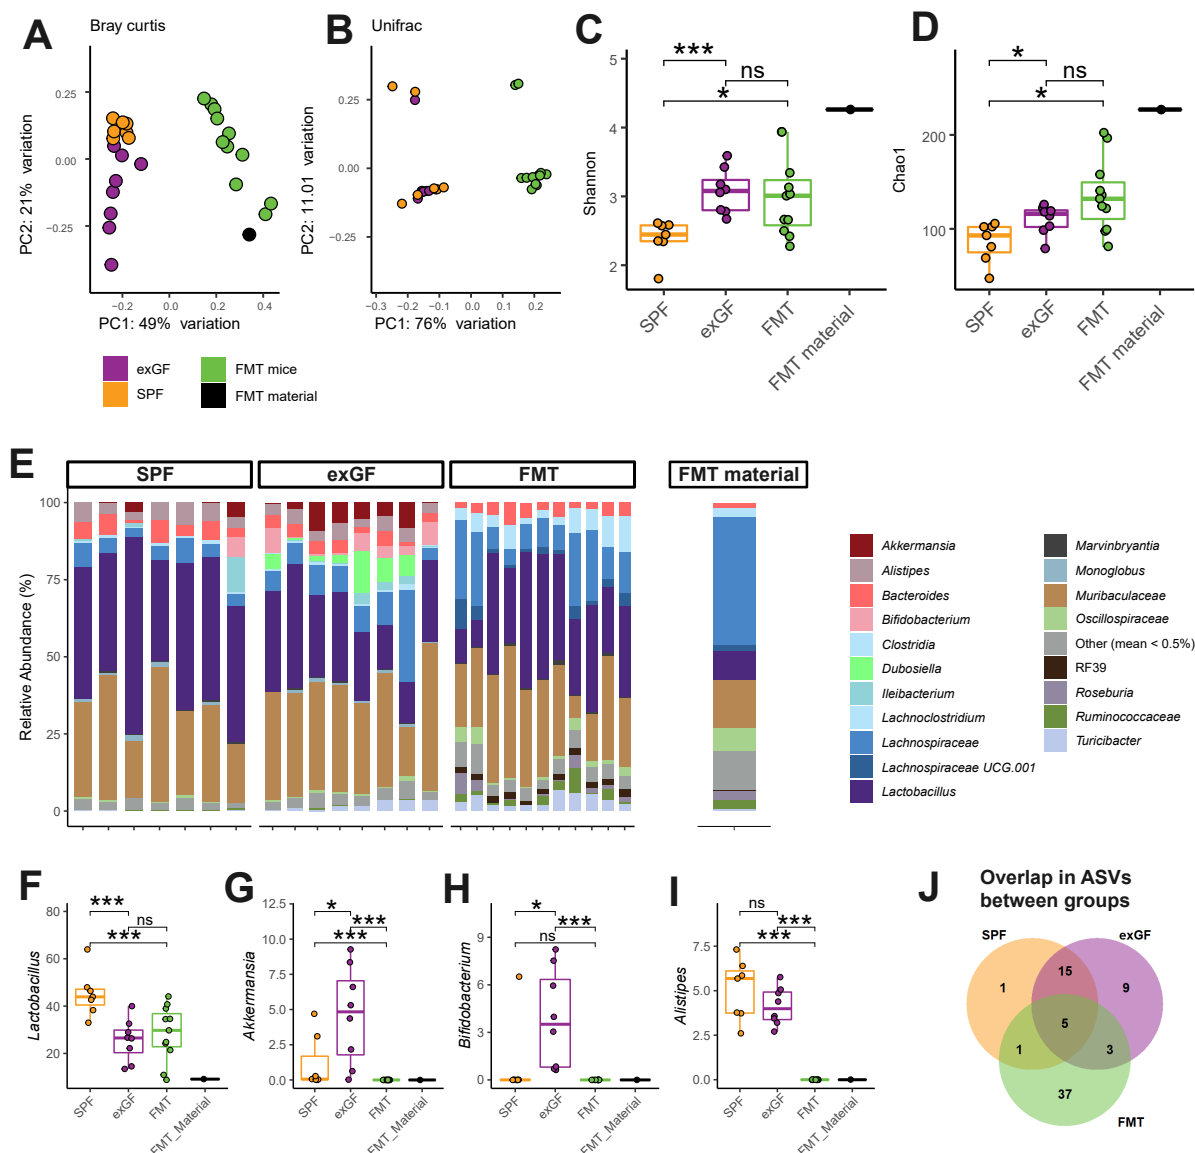 A
Bray curtis
PC2: 21% variation
0.25
0.00
−0.25
−0.2
0.0
0.2
0.4
PC1: 49% variation
B
Unifrac
PC2: 11.01 variation
0.25
0.00
−0.25
−0.3
−0.2
−0.1
0.0
0.1
0.2
PC1: 76% variation
exGF
SPF
FMT mice
FMT material
C
Shannon
5
4
3
2
***
ns
*
SPF
exGF
FMT
FMT material
D
Chao1
200
100
*
ns
*
SPF
exGF
FMT
FMT material
E
SPF
exGF
FMT
FMT material
Relative Abundance (%)
100
75
50
25
0
Akkermansia
Alistipes
Bacteroides
Bifidobacterium
Clostridia
Dubosiella
Ileibacterium
Lachnoclostridium
Lachnospiraceae
Lachnospiraceae UCG.001
Lactobacillus
Marvinbryantia
Monoglobus
Muribaculaceae
Oscillospiraceae
Other (mean < 0.5%)
RF39
Roseburia
Ruminococcaceae
Turicibacter
F
Lactobacillus
80
60
40
20
***
ns
***
SPF
exGF
FMT
FMT_Material
G
Akkermansia
12.5
10.0
7.5
5.0
2.5
0.0
*
***
***
SPF
exGF
FMT
FMT_Material
H
Bifidobacterium
9
6
3
0
*
***
ns
SPF
exGF
FMT
FMT_Material
I
Alistipes
7.5
5.0
2.5
0.0
ns
***
***
SPF
exGF
FMT
FMT_Material
J
Overlap in ASVs
between groups
SPF
exGF
1
15
9
5
1
3
37
FMT